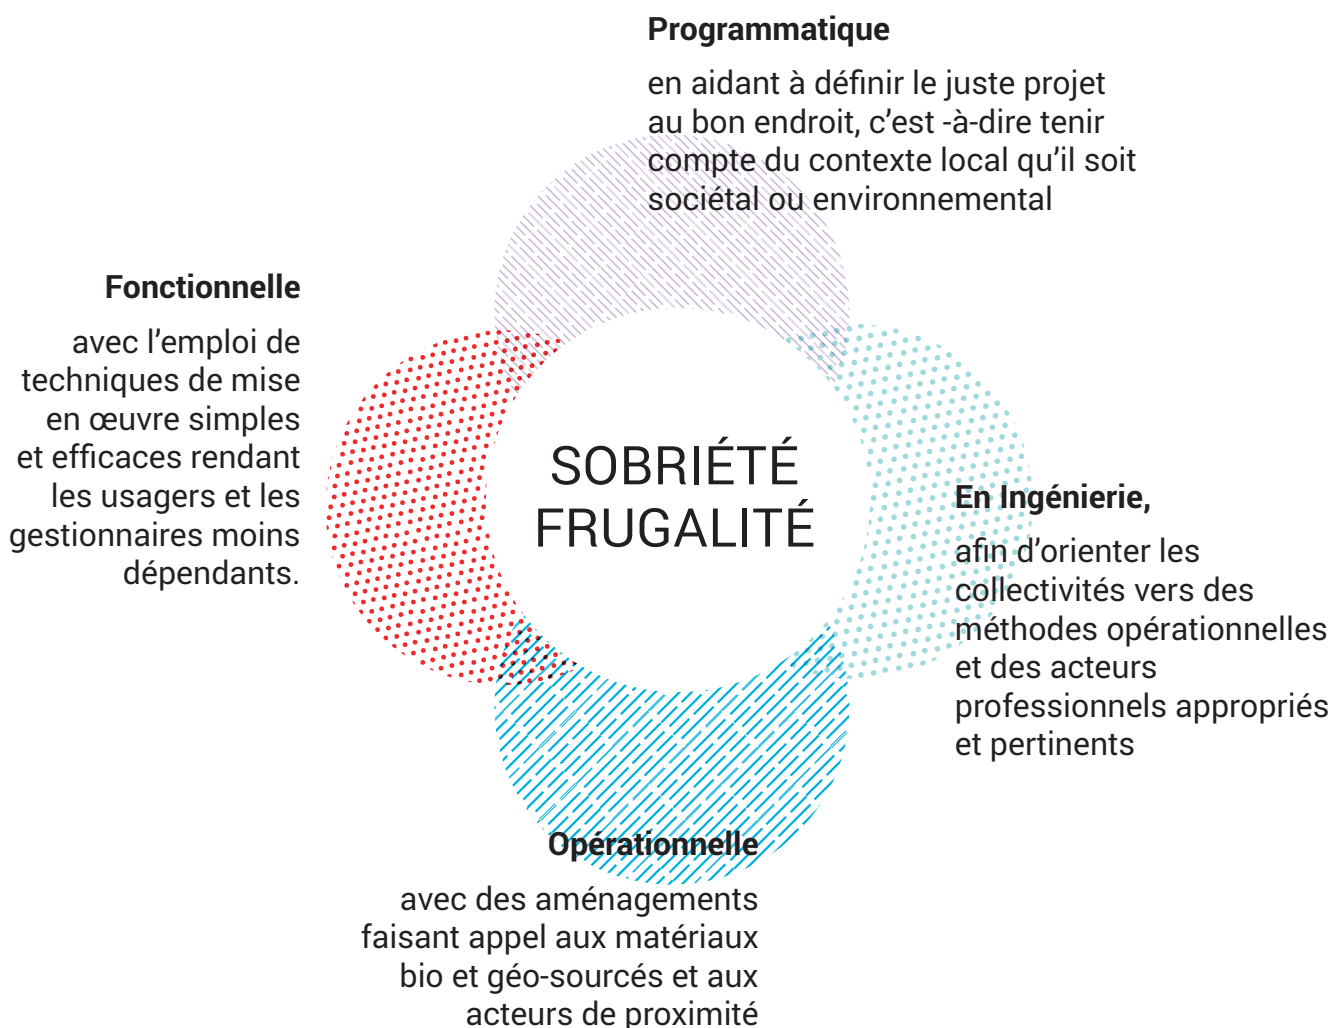 Programmatique
en aidant à définir le juste projet
au bon endroit, c'est -à-dire tenir
compte du contexte local qu'il soit
sociétal ou environnemental
Fonctionnelle
avec l'emploi de
techniques de mise
en œuvre simples
et efficaces rendant
les usagers et les
gestionnaires moins
dépendants.
SOBRIÉTÉ
FRUGALITÉ
En Ingénierie,
afin d'orienter les
collectivités vers des
méthodes opérationnelles
et des acteurs
professionnels appropriés
et pertinents
Opérationnelle
avec des aménagements
faisant appel aux matériaux
bio et géo-sourcés et aux
acteurs de proximité